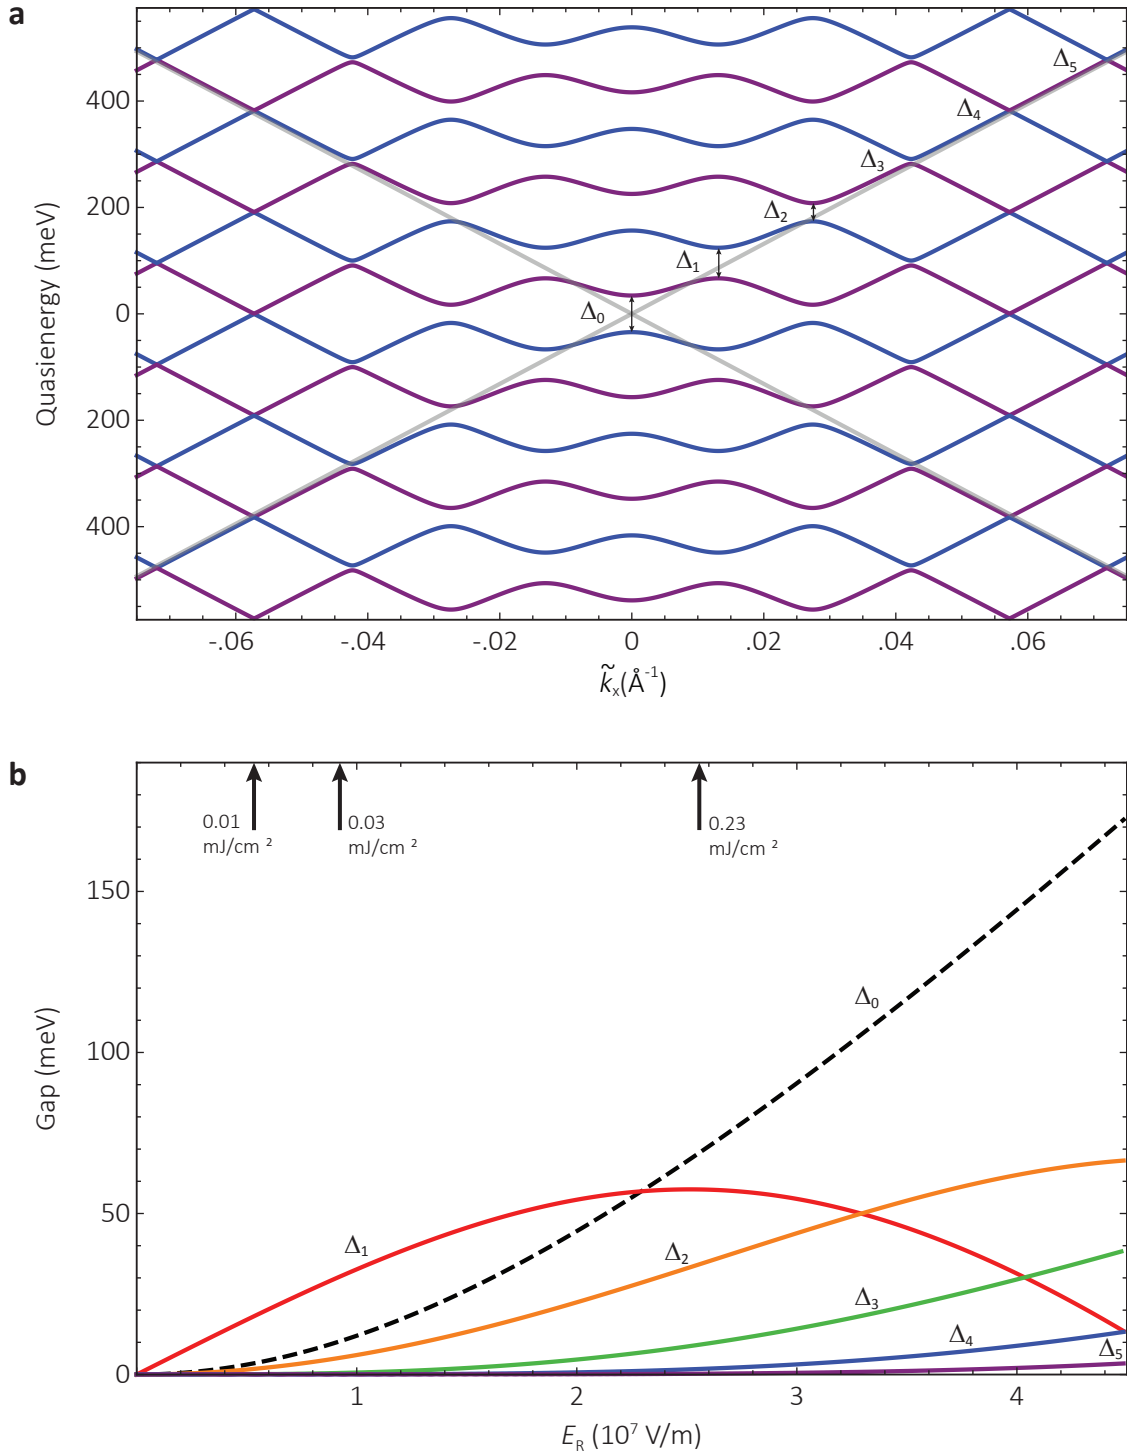 a
Quasienergy (meV)
400
200
0
200
400
Δ5
Δ4
Δ3
Δ2
Δ1
Δ0
-.06 -.04 -.02 0 .02 .04 .06
k̃x(Å-1)
b
0.01
mJ/cm ²
0.03
mJ/cm ²
0.23
mJ/cm ²
Gap (meV)
150
100
50
0
Δ0
Δ1
Δ2
Δ3
Δ4
Δ5
1 2 3 4
ER (10⁷ V/m)